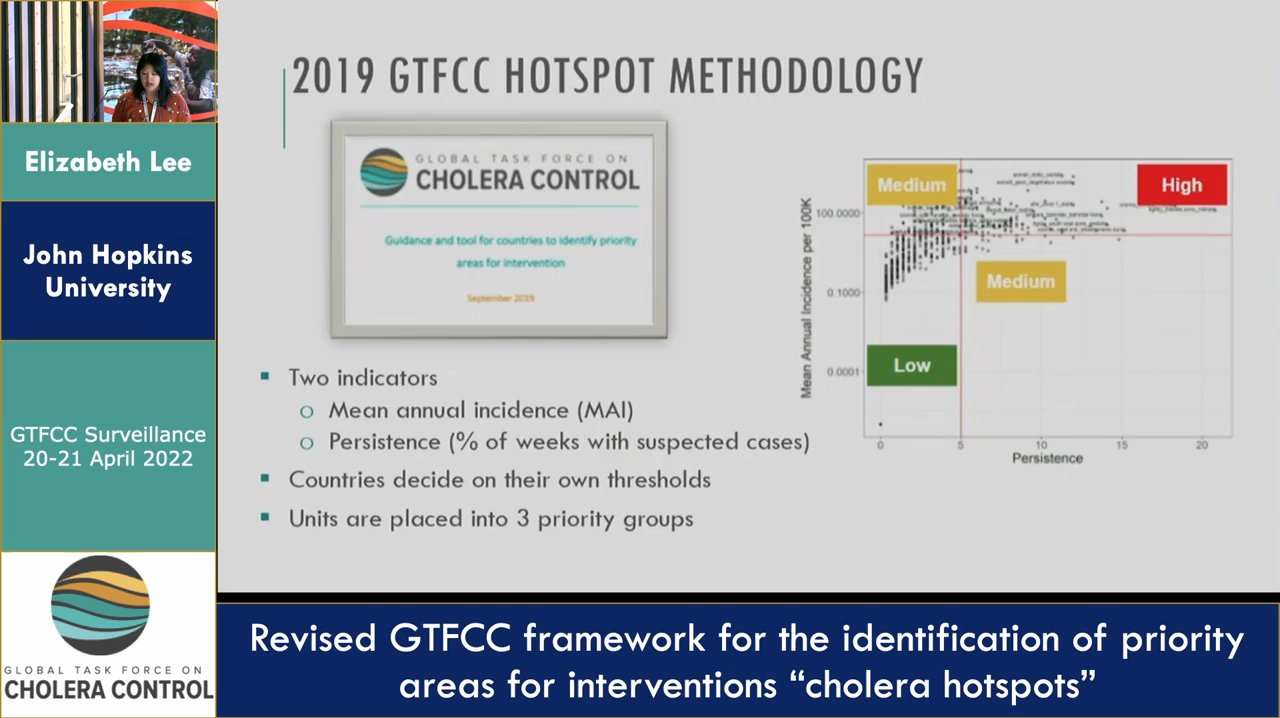 Elizabeth Lee
John Hopkins
University
GTFCC Surveillance
20-21 April 2022
GLOBAL TASK FORCE ON
CHOLERA CONTROL
2019 GTFCC HOTSPOT METHODOLOGY
GLOBAL TASK FORCE ON
CHOLERA CONTROL
Guidance and tool for countries to identify priority
areas for intervention
September 2019
▪ Two indicators
o Mean annual incidence (MAI)
o Persistence (% of weeks with suspected cases)
▪ Countries decide on their own thresholds
▪ Units are placed into 3 priority groups
Mean Annual Incidence per 100K
100.0000
0.1000
0.0001
Medium
High
Medium
Low
0
5
10
15
20
Persistence
Revised GTFCC framework for the identification of priority
areas for interventions “cholera hotspots”